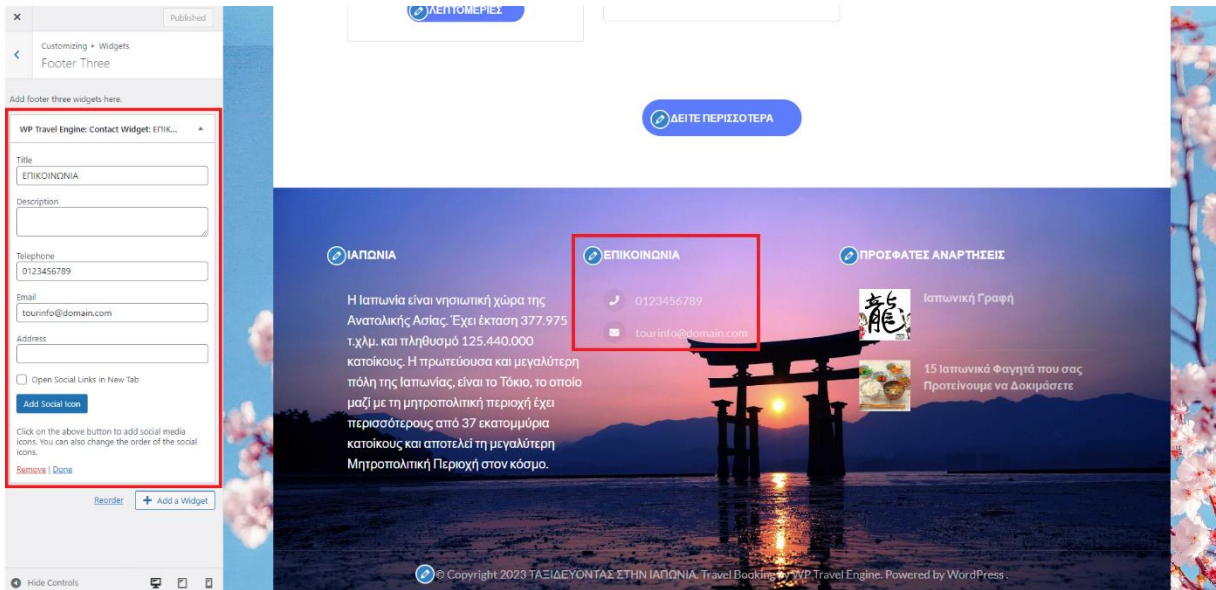 Published
Customizing ▸ Widgets
Footer Three
Add footer three widgets here.
WP Travel Engine: Contact Widget: ΕΠΙΚ...
Title
ΕΠΙΚΟΙΝΩΝΙΑ
Description
Telephone
0123456789
Email
tourinfo@domain.com
Address
Open Social Links in New Tab
Add Social Icon
Click on the above button to add social media
icons. You can also change the order of the social
icons.
Remove | Done
Reorder
+ Add a Widget
Hide Controls
ΛΕΠΤΟΜΕΡΙΕΣ
ΔΕΙΤΕ ΠΕΡΙΣΣΟΤΕΡΑ
ΙΑΠΩΝΙΑ
Η Ιαπωνία είναι νησιωτική χώρα της
Ανατολικής Ασίας. Έχει έκταση 377.975
τ.χλμ. και πληθυσμό 125.440.000
κατοίκους. Η πρωτεύουσα και μεγαλύτερη
πόλη της Ιαπωνίας, είναι το Τόκιο, το οποίο
μαζί με τη μητροπολιτική περιοχή έχει
περισσότερους από 37 εκατομμύρια
κατοίκους και αποτελεί τη μεγαλύτερη
Μητροπολιτική Περιοχή στον κόσμο.
ΕΠΙΚΟΙΝΩΝΙΑ
0123456789
tourinfo@domain.com
ΠΡΟΣΦΑΤΕΣ ΑΝΑΡΤΗΣΕΙΣ
龍
Ιαπωνική Γραφή
15 Ιαπωνικά Φαγητά που σας
Προτείνουμε να Δοκιμάσετε
© Copyright 2023 ΤΑΞΙΔΕΥΟΝΤΑΣ ΣΤΗΝ ΙΑΠΩΝΙΑ. Travel Booking by WP Travel Engine. Powered by WordPress .